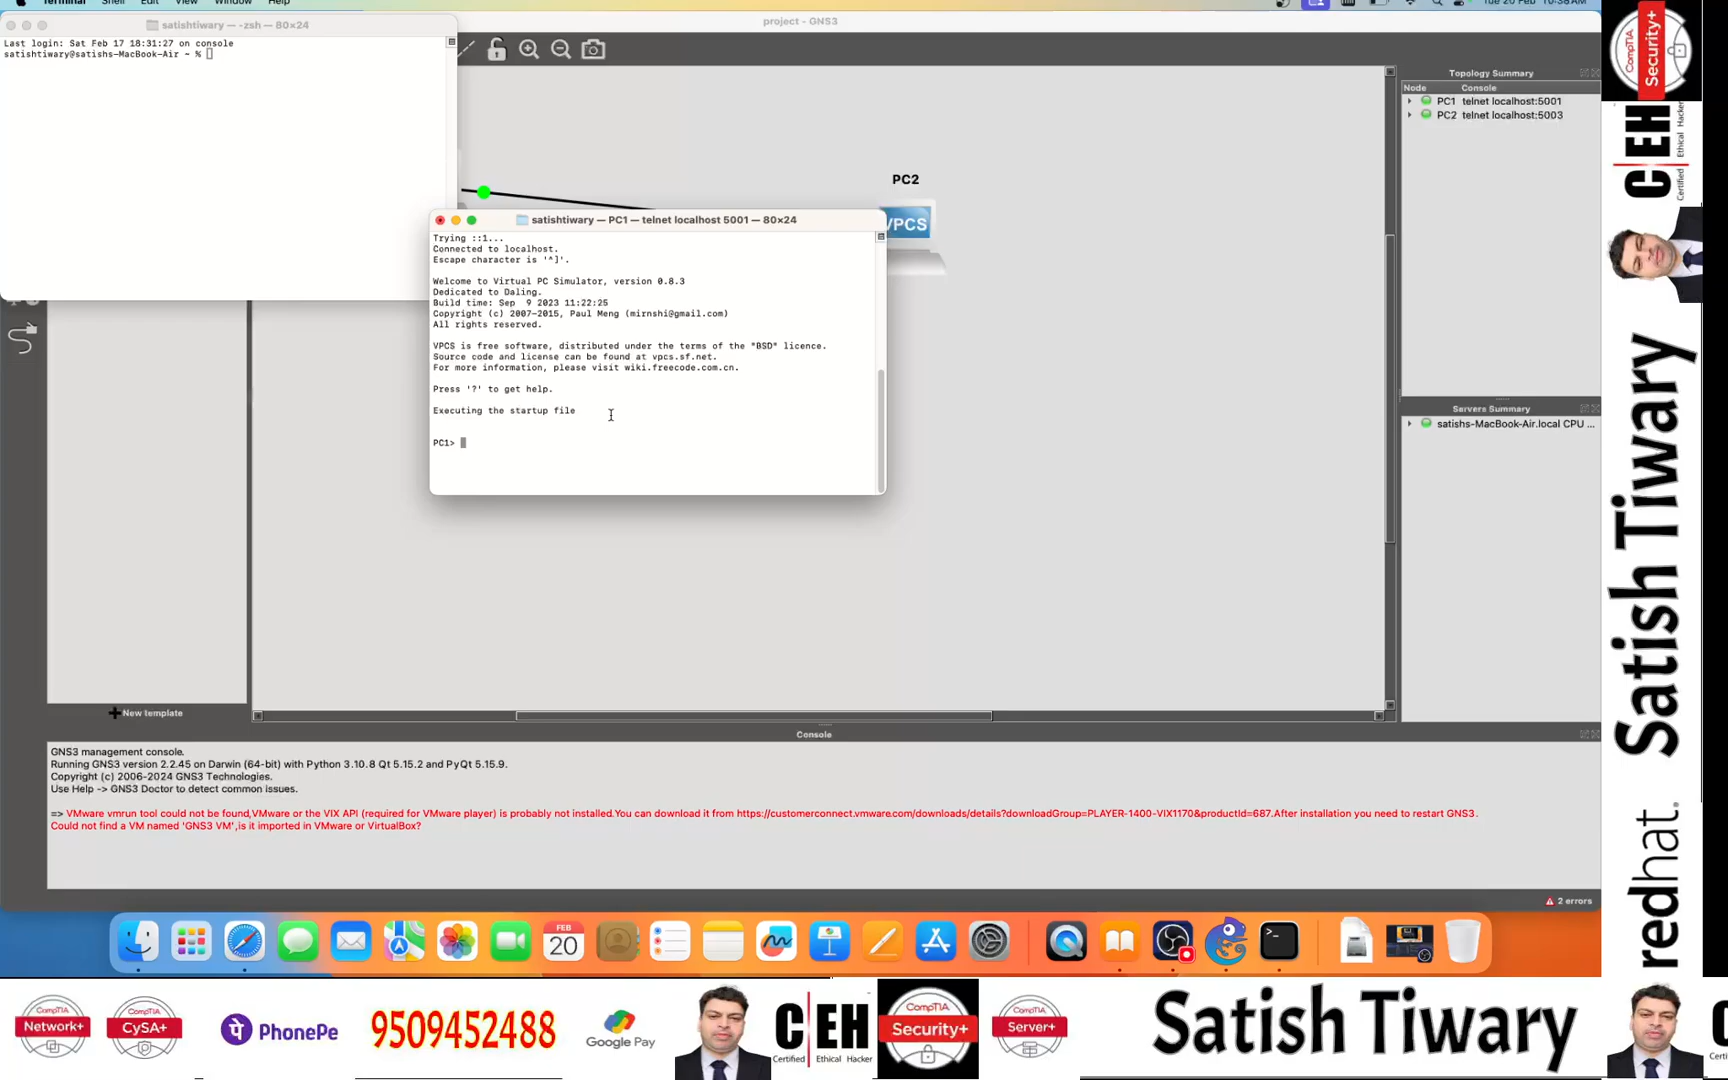 Terminal Shell Edit View Window Help
Tue 20 Feb 10:38 AM
satishtiwary — -zsh — 80×24
Last login: Sat Feb 17 18:31:27 on console
satishtiwary@satishs-MacBook-Air ~ %
project - GNS3
Topology Summary
Node Console
PC1 telnet localhost:5001
PC2 telnet localhost:5003
PC2
VPCS
satishtiwary — PC1 — telnet localhost 5001 — 80×24
Trying ::1...
Connected to localhost.
Escape character is '^]'.
Welcome to Virtual PC Simulator, version 0.8.3
Dedicated to Daling.
Build time: Sep 9 2023 11:22:25
Copyright (c) 2007-2015, Paul Meng (mirnshi@gmail.com)
All rights reserved.
VPCS is free software, distributed under the terms of the "BSD" licence.
Source code and license can be found at vpcs.sf.net.
For more information, please visit wiki.freecode.com.cn.
Press '?' to get help.
Executing the startup file
PC1>
Servers Summary
satishs-MacBook-Air.local CPU ...
New template
Console
GNS3 management console.
Running GNS3 version 2.2.45 on Darwin (64-bit) with Python 3.10.8 Qt 5.15.2 and PyQt 5.15.9.
Copyright (c) 2006-2024 GNS3 Technologies.
Use Help -> GNS3 Doctor to detect common issues.
=> VMware vmrun tool could not be found,VMware or the VIX API (required for VMware player) is probably not installed.You can download it from https://customerconnect.vmware.com/downloads/details?downloadGroup=PLAYER-1400-VIX1170&productId=687.After installation you need to restart GNS3.
Could not find a VM named 'GNS3 VM',is it imported in VMware or VirtualBox?
2 errors
FEB
20
CompTIA
Security+
CEH
Certified Ethical Hacker
Satish Tiwary
redhat.
CompTIA
Network+
CompTIA
CySA+
PhonePe
9509452488
Google Pay
CEH
Certified Ethical Hacker
CompTIA
Security+
CompTIA
Server+
Satish Tiwary